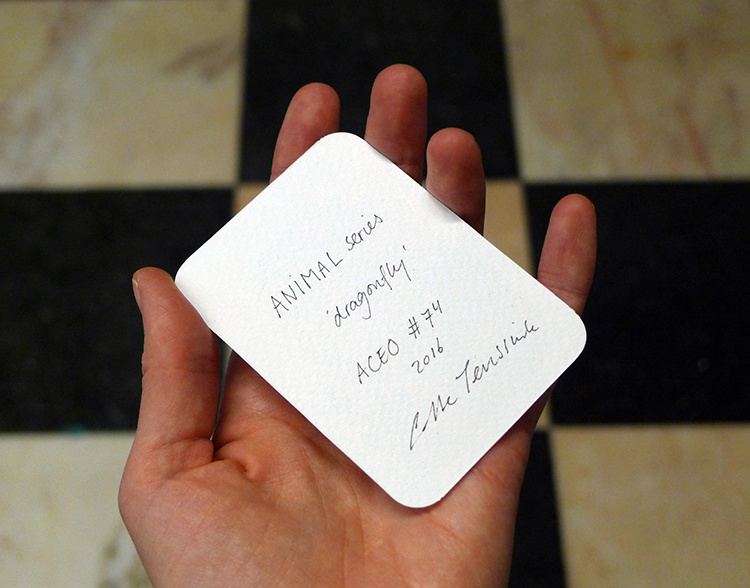 ANiMAL series
'dragonfly'
ACEO #74
2016